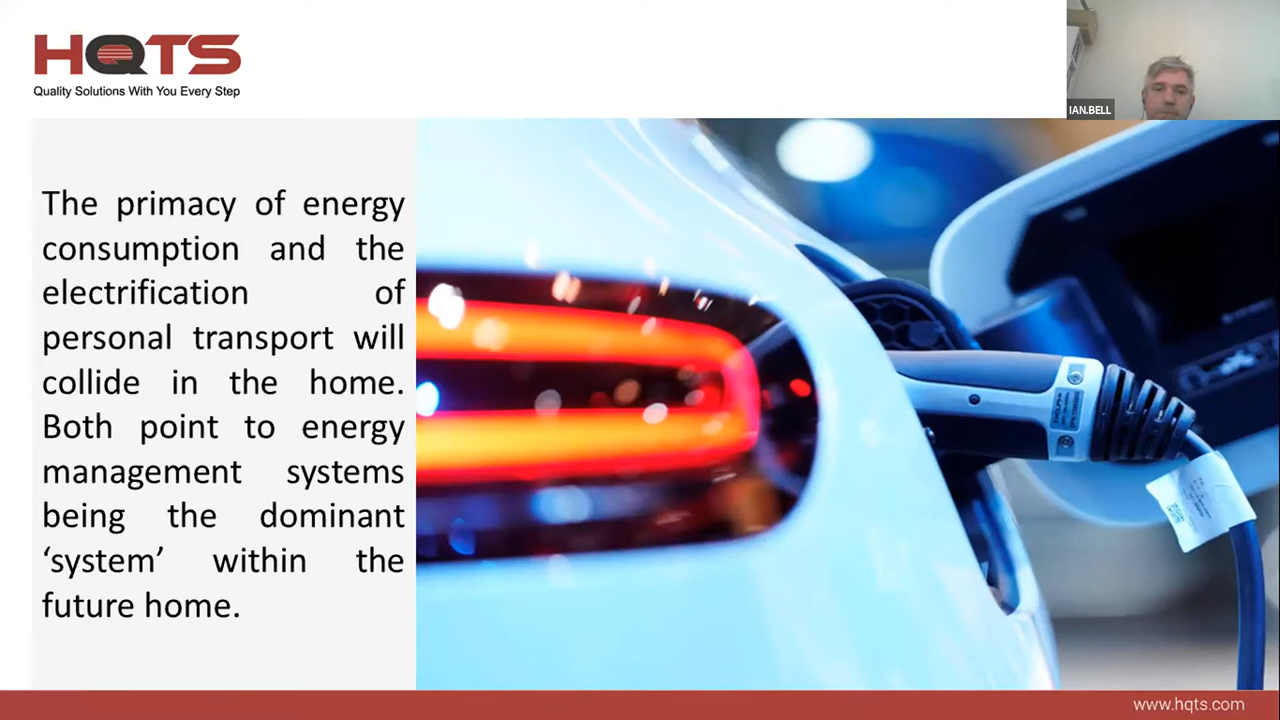 HQTS
Quality Solutions With You Every Step
IAN.BELL
The primacy of energy
consumption and the
electrification of
personal transport will
collide in the home.
Both point to energy
management systems
being the dominant
‘system’ within the
future home.
www.hqts.com